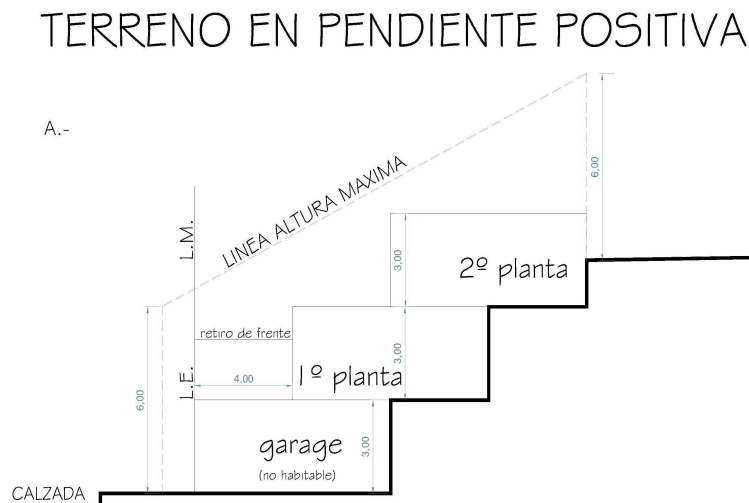 TERRENO EN PENDIENTE POSITIVA
A.-
LINEA ALTURA MAXIMA
6,00
L.M.
3,00
2º planta
retiro de frente
4.00
L.E.
1º planta
3,00
6,00
garage
(no habitable)
3,00
CALZADA